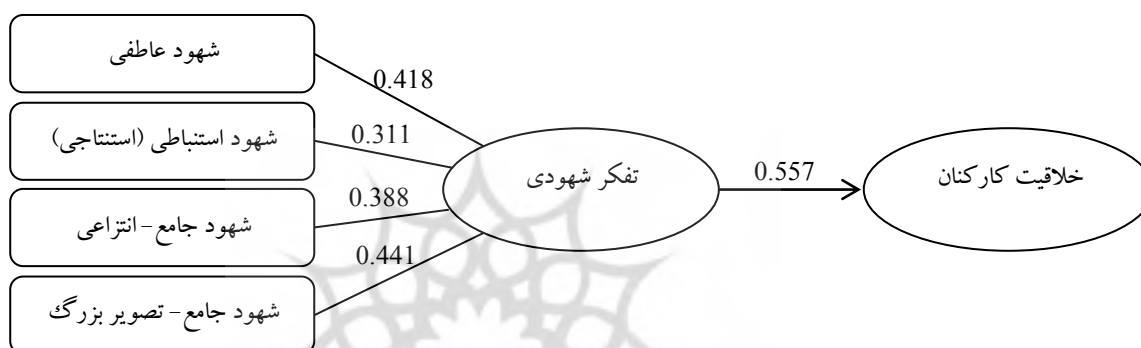 شهود عاطفی
0.418
شهود استنباطی (استنتاجی)
0.311
تفکر شهودی
0.557
خلاقیت کارکنان
شهود جامع- انتزاعی
0.388
0.441
شهود جامع- تصویر بزرگ